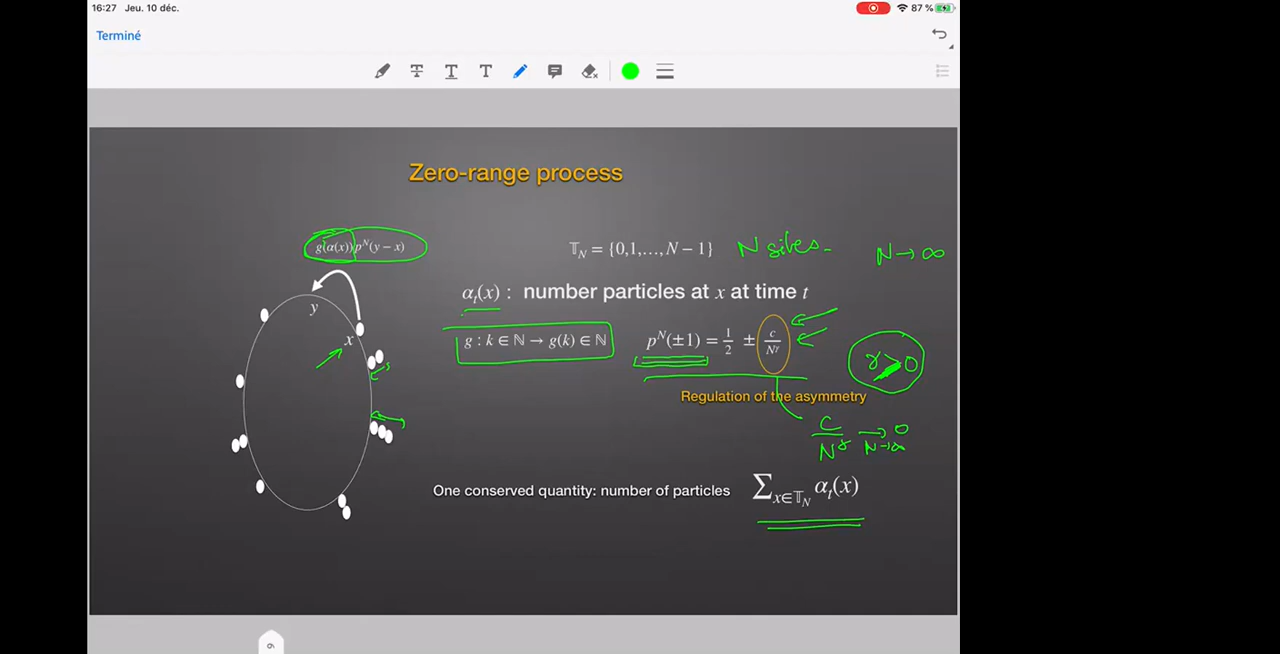 16:27 Jeu. 10 déc.
87 %
Terminé
T T T
Zero-range process
g(α(x))p^N(y − x)
𝕋_N = {0,1,…,N − 1}
N sites.
N → ∞
y
x
α_t(x) : number particles at x at time t
g : k ∈ ℕ → g(k) ∈ ℕ
p^N(±1) = 1/2 ± c/N^γ
γ > 0
Regulation of the asymmetry
C/N^γ → 0
N→∞
One conserved quantity: number of particles
∑_{x∈𝕋_N} α_t(x)